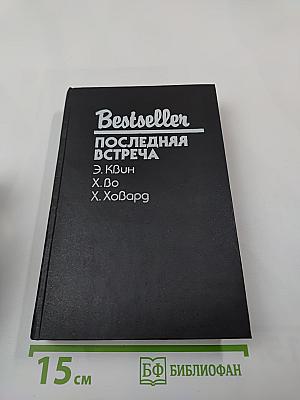 Bestseller
ПОСЛЕДНЯЯ
ВСТРЕЧА
Э. Квин
Х. Во
Х. Ховард
15 см
БФ БИБЛИОФАН